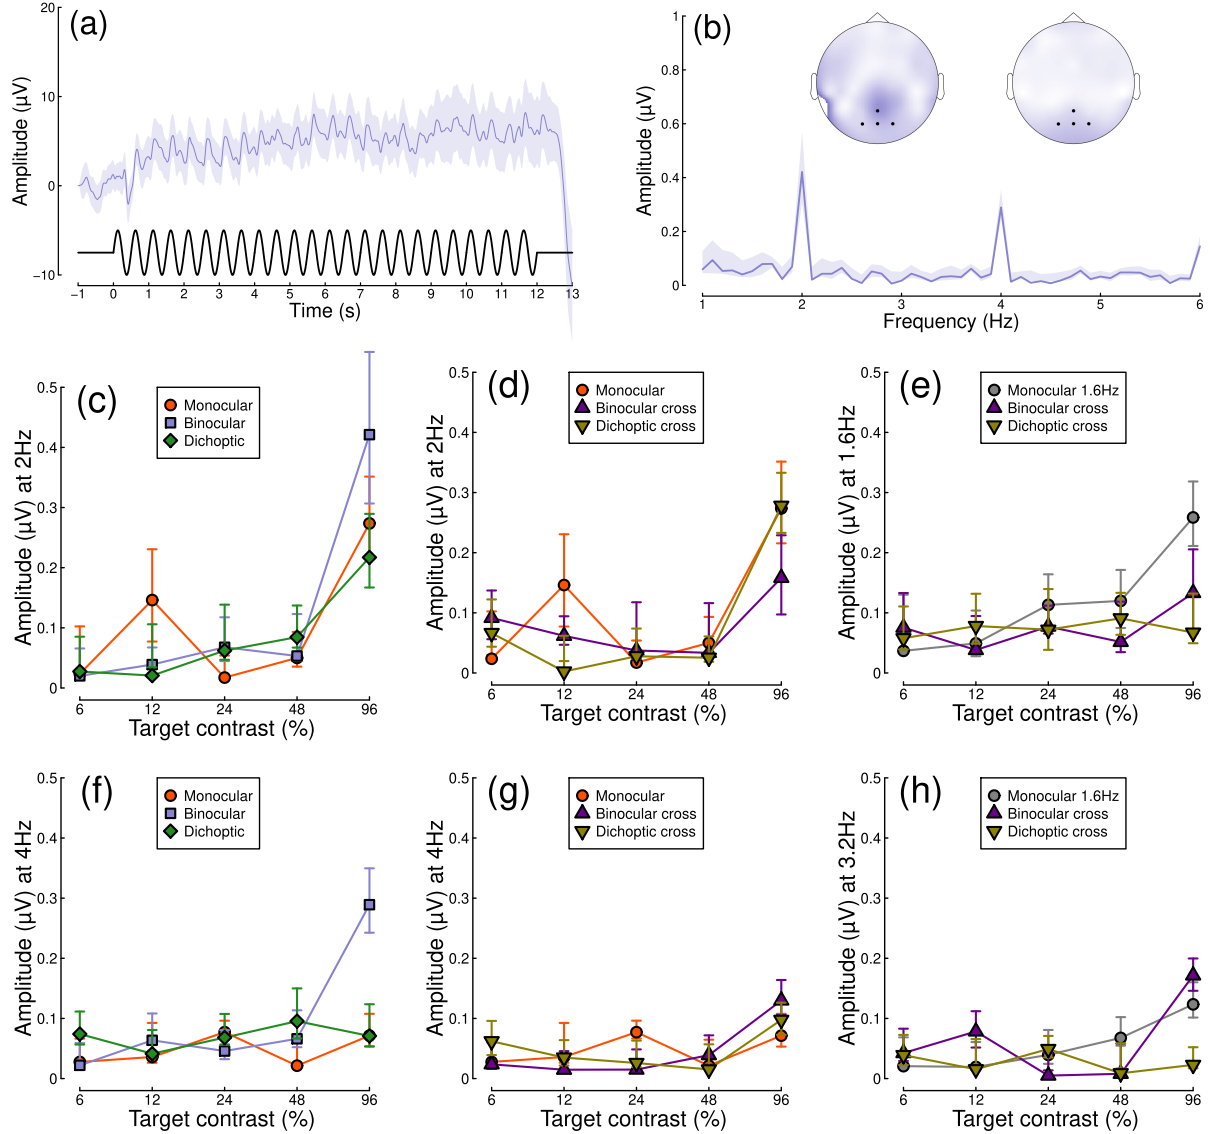 (a)
Amplitude (µV)
20
10
0
−10
−1 0 1 2 3 4 5 6 7 8 9 10 11 12 13
Time (s)
(b)
Amplitude (µV)
1
0.8
0.6
0.4
0.2
0
1 2 3 4 5 6
Frequency (Hz)
(c)
Monocular
Binocular
Dichoptic
Amplitude (µV) at 2Hz
0.5
0.4
0.3
0.2
0.1
0
6 12 24 48 96
Target contrast (%)
(d)
Monocular
Binocular cross
Dichoptic cross
Amplitude (µV) at 2Hz
0.5
0.4
0.3
0.2
0.1
0
6 12 24 48 96
Target contrast (%)
(e)
Monocular 1.6Hz
Binocular cross
Dichoptic cross
Amplitude (µV) at 1.6Hz
0.5
0.4
0.3
0.2
0.1
0
6 12 24 48 96
Target contrast (%)
(f)
Monocular
Binocular
Dichoptic
Amplitude (µV) at 4Hz
0.5
0.4
0.3
0.2
0.1
0
6 12 24 48 96
Target contrast (%)
(g)
Monocular
Binocular cross
Dichoptic cross
Amplitude (µV) at 4Hz
0.5
0.4
0.3
0.2
0.1
0
6 12 24 48 96
Target contrast (%)
(h)
Monocular 1.6Hz
Binocular cross
Dichoptic cross
Amplitude (µV) at 3.2Hz
0.5
0.4
0.3
0.2
0.1
0
6 12 24 48 96
Target contrast (%)